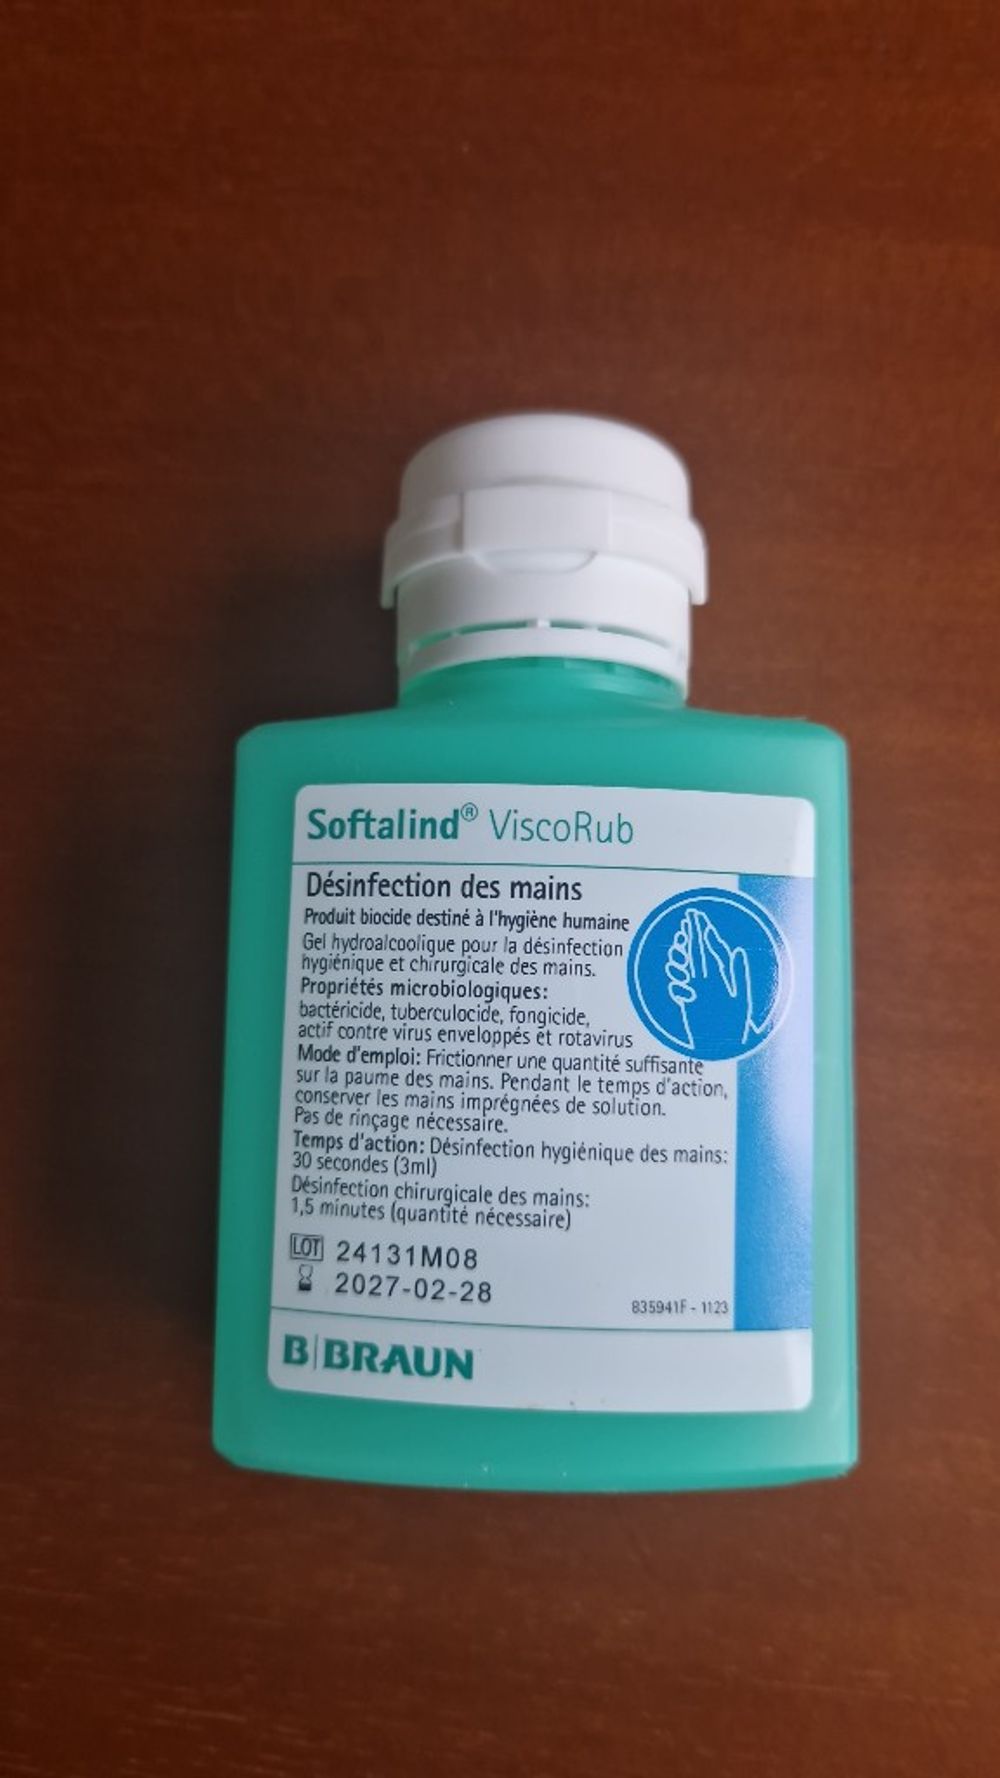 Softalind® ViscoRub
Désinfection des mains
Produit biocide destiné à l'hygiène humaine
Gel hydroalcoolique pour la désinfection
hygiénique et chirurgicale des mains.
Propriétés microbiologiques:
bactéricide, tuberculocide, fongicide,
actif contre virus enveloppés et rotavirus
Mode d'emploi: Frictionner une quantité suffisante
sur la paume des mains. Pendant le temps d'action,
conserver les mains imprégnées de solution.
Pas de rinçage nécessaire.
Temps d'action: Désinfection hygiénique des mains:
30 secondes (3ml)
Désinfection chirurgicale des mains:
1,5 minutes (quantité nécessaire)
LOT 24131M08
2027-02-28
835941F - 1123
B|BRAUN